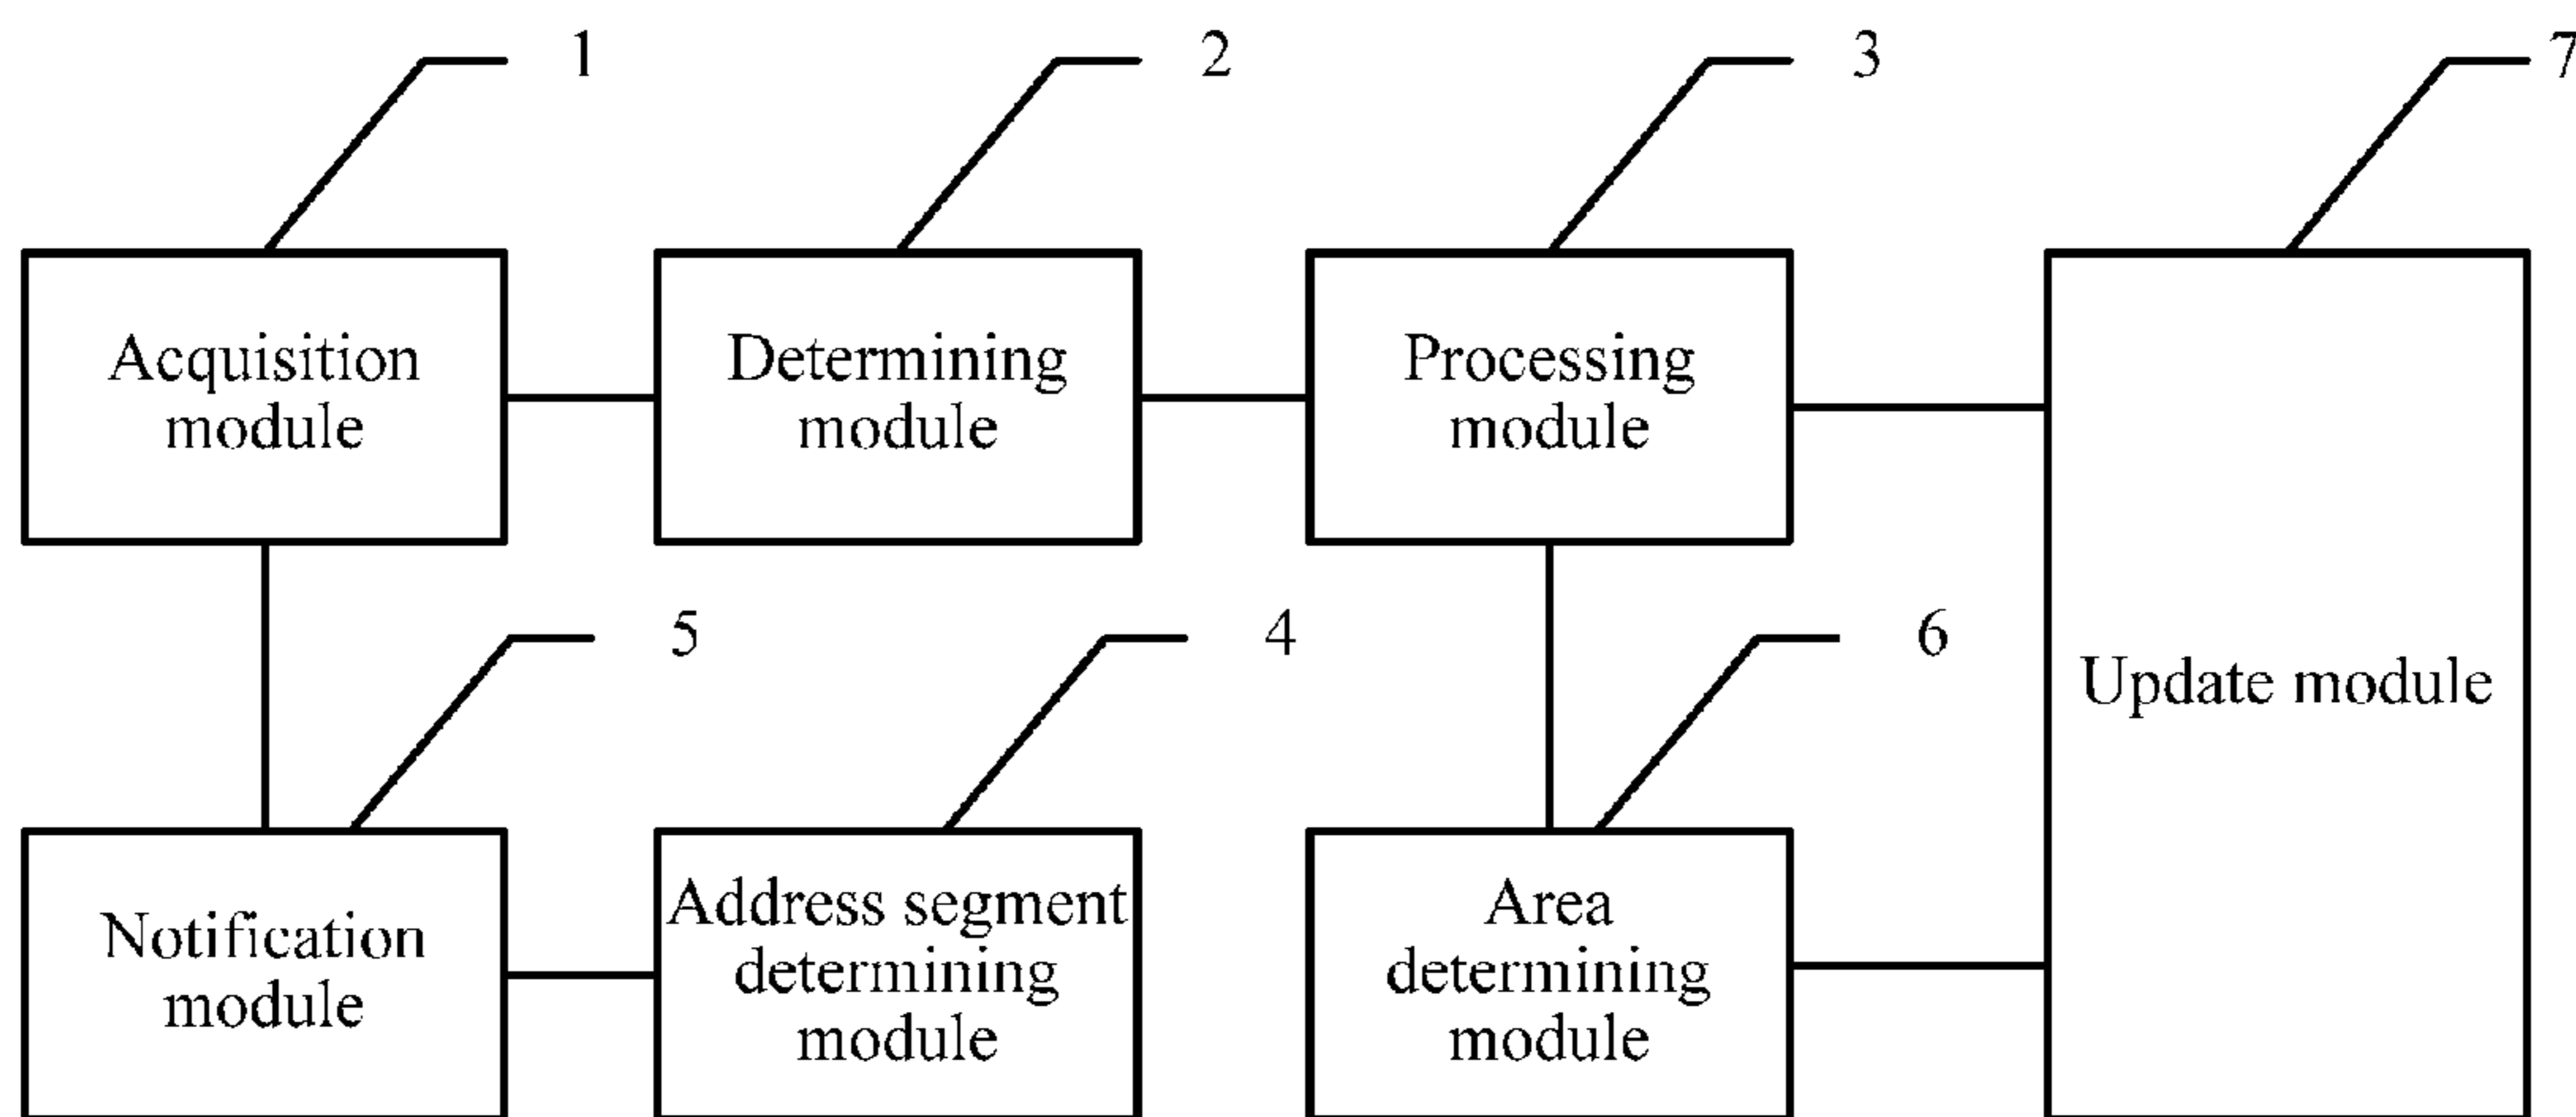 1
2
3
7
Acquisition
module
Determining
module
Processing
module
Update module
5
4
6
Notification
module
Address segment
determining
module
Area
determining
module